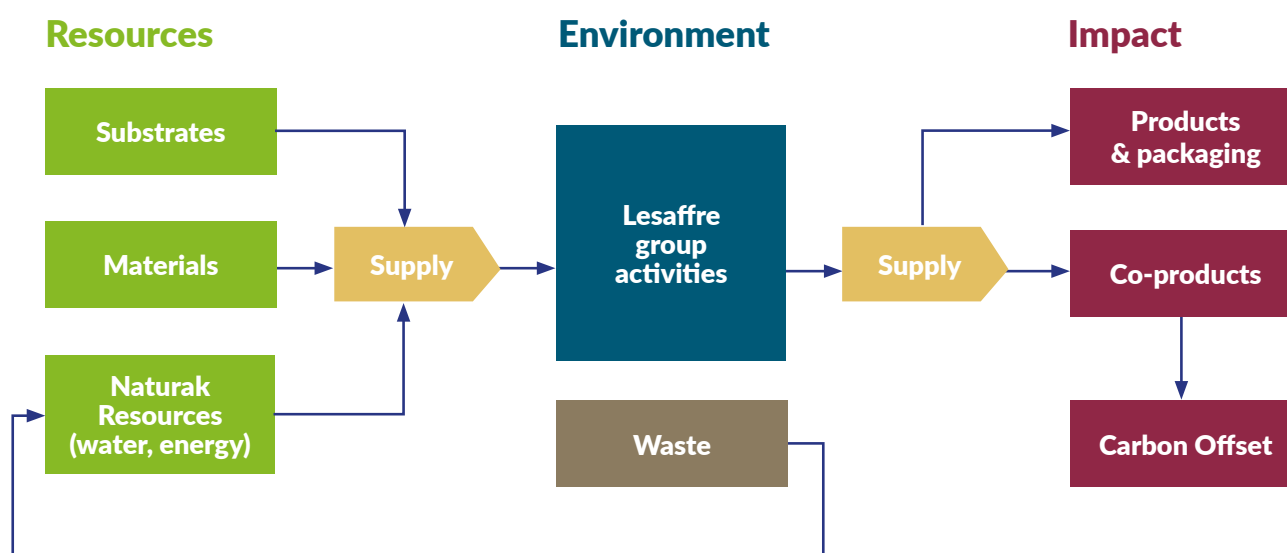 Resources
Environment
Impact
Substrates
Materials
Naturak
Resources
(water, energy)
Supply
Lesaffre
group
activities
Waste
Supply
Products
& packaging
Co-products
Carbon Offset